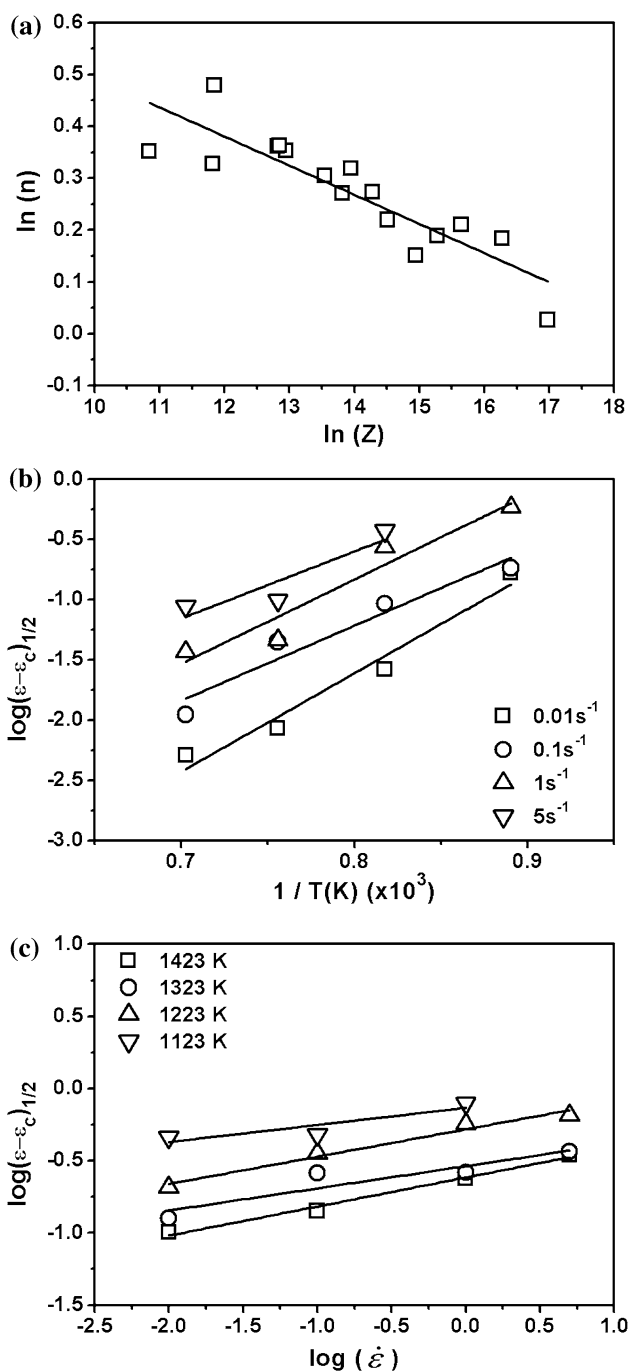 (a)
0.6
0.5
0.4
0.3
0.2
0.1
0.0
-0.1
ln (n)
10 11 12 13 14 15 16 17 18
ln (Z)
(b)
0.0
-0.5
-1.0
-1.5
-2.0
-2.5
-3.0
log(ε-ε_c)_1/2
0.01s⁻¹
0.1s⁻¹
1s⁻¹
5s⁻¹
0.7 0.8 0.9
1 / T(K) (x10³)
(c)
1.0
0.5
0.0
-0.5
-1.0
-1.5
log(ε-ε_c)_1/2
1423 K
1323 K
1223 K
1123 K
-2.5 -2.0 -1.5 -1.0 -0.5 0.0 0.5 1.0
log ( ε̇ )